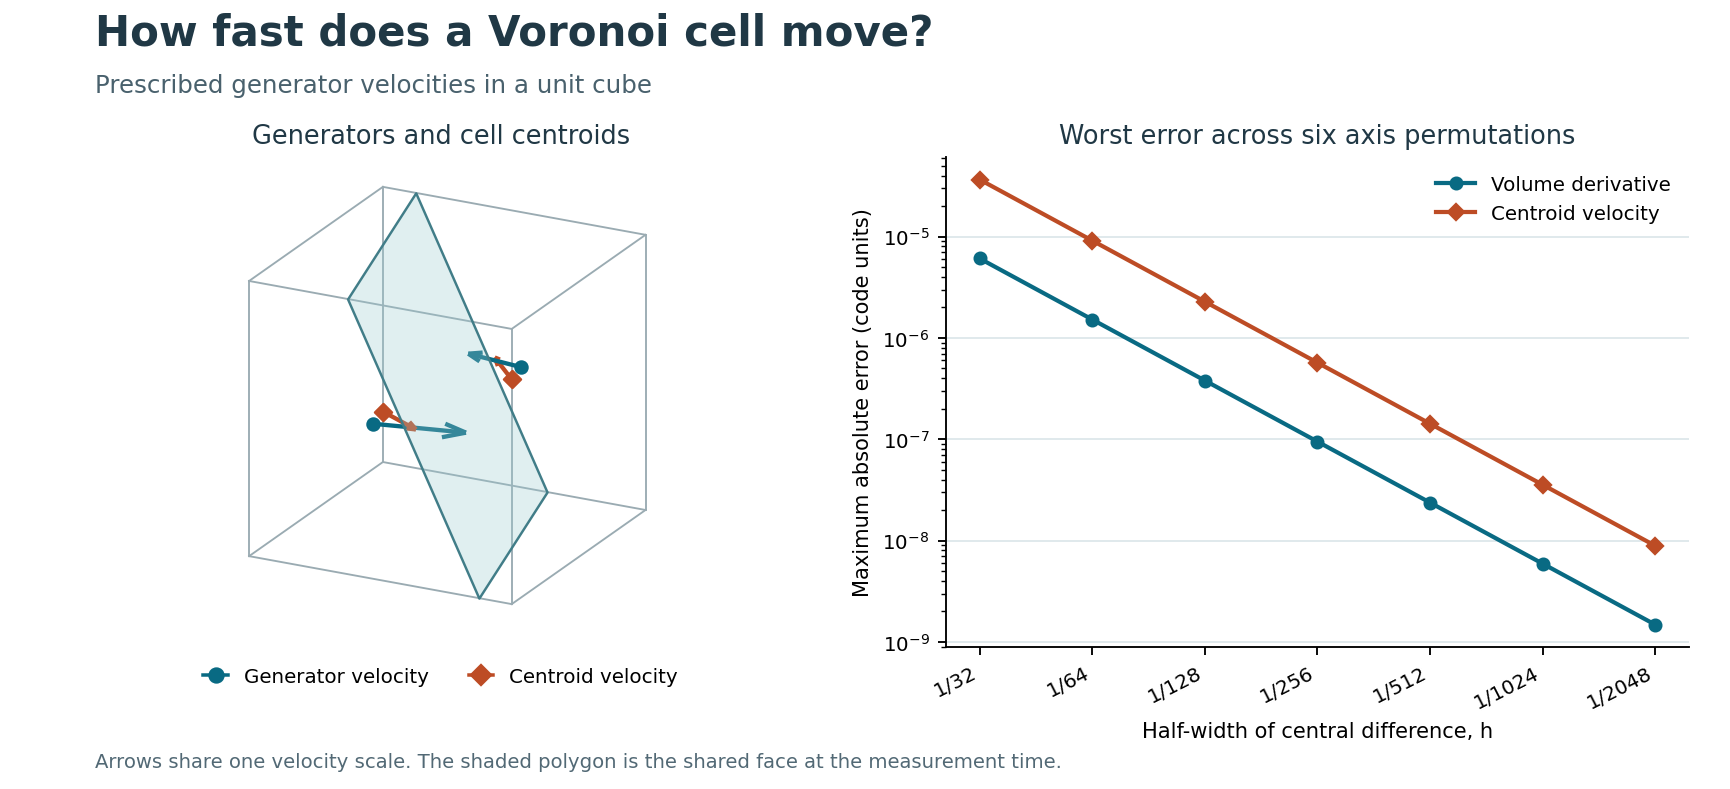 How fast does a Voronoi cell move?
Prescribed generator velocities in a unit cube
Generators and cell centroids
Generator velocity
Centroid velocity
Worst error across six axis permutations
Volume derivative
Centroid velocity
Maximum absolute error (code units)
10⁻⁵
10⁻⁶
10⁻⁷
10⁻⁸
10⁻⁹
1/32
1/64
1/128
1/256
1/512
1/1024
1/2048
Half-width of central difference, h
Arrows share one velocity scale. The shaded polygon is the shared face at the measurement time.